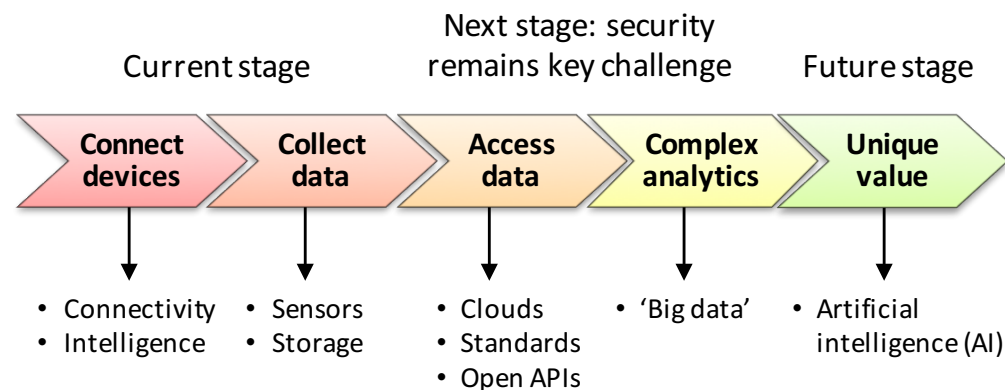 Current stage
Next stage: security
remains key challenge
Future stage
Connect
devices
Collect
data
Access
data
Complex
analytics
Unique
value
• Connectivity
• Intelligence
• Sensors
• Storage
• Clouds
• Standards
• Open APIs
• ‘Big data’
• Artificial
intelligence (AI)